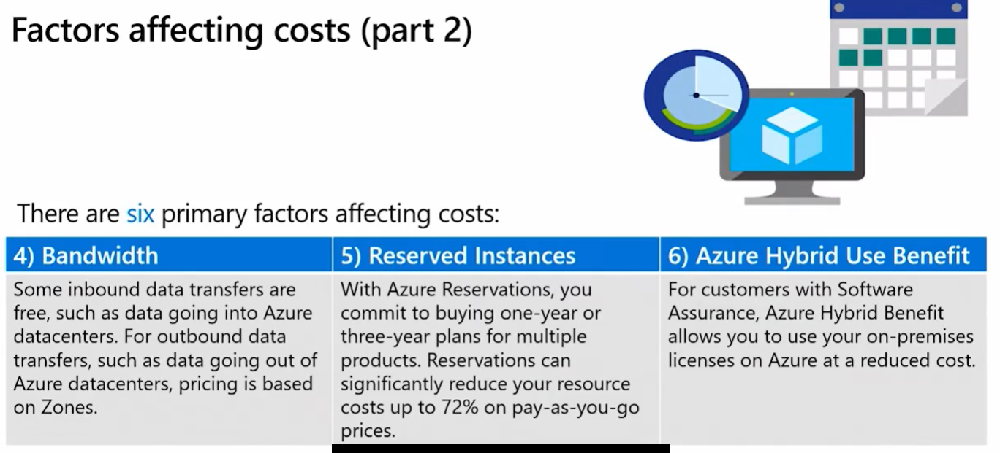 Factors affecting costs (part 2)
There are six primary factors affecting costs:
4) Bandwidth
Some inbound data transfers are
free, such as data going into Azure
datacenters. For outbound data
transfers, such as data going out of
Azure datacenters, pricing is based
on Zones.
5) Reserved Instances
With Azure Reservations, you
commit to buying one-year or
three-year plans for multiple
products. Reservations can
significantly reduce your resource
costs up to 72% on pay-as-you-go
prices.
6) Azure Hybrid Use Benefit
For customers with Software
Assurance, Azure Hybrid Benefit
allows you to use your on-premises
licenses on Azure at a reduced cost.